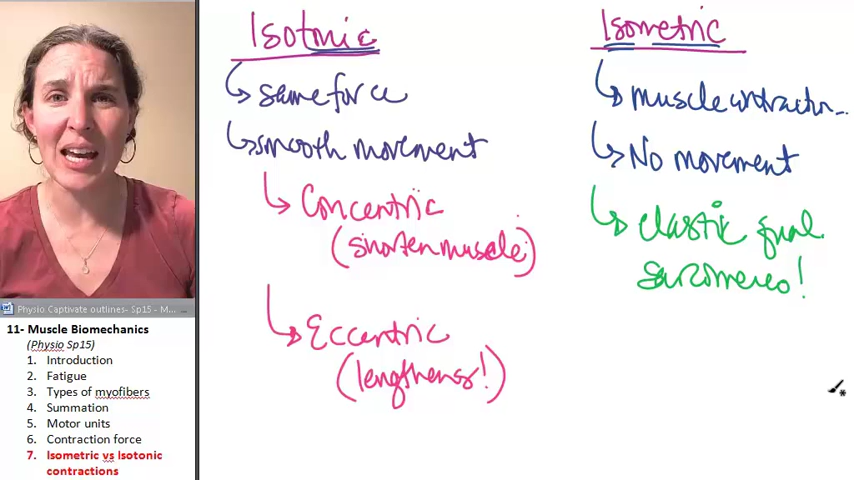 Isotonic
same force
smooth movement
Concentric
(shorten muscle)
Eccentric
(lengthens!)
Isometric
muscle contraction
No movement
elastic qual.
sarcomeres!
Physio Captivate outlines- Sp15 - M...
11- Muscle Biomechanics
(Physio Sp15)
1. Introduction
2. Fatigue
3. Types of myofibers
4. Summation
5. Motor units
6. Contraction force
7. Isometric vs Isotonic
contractions